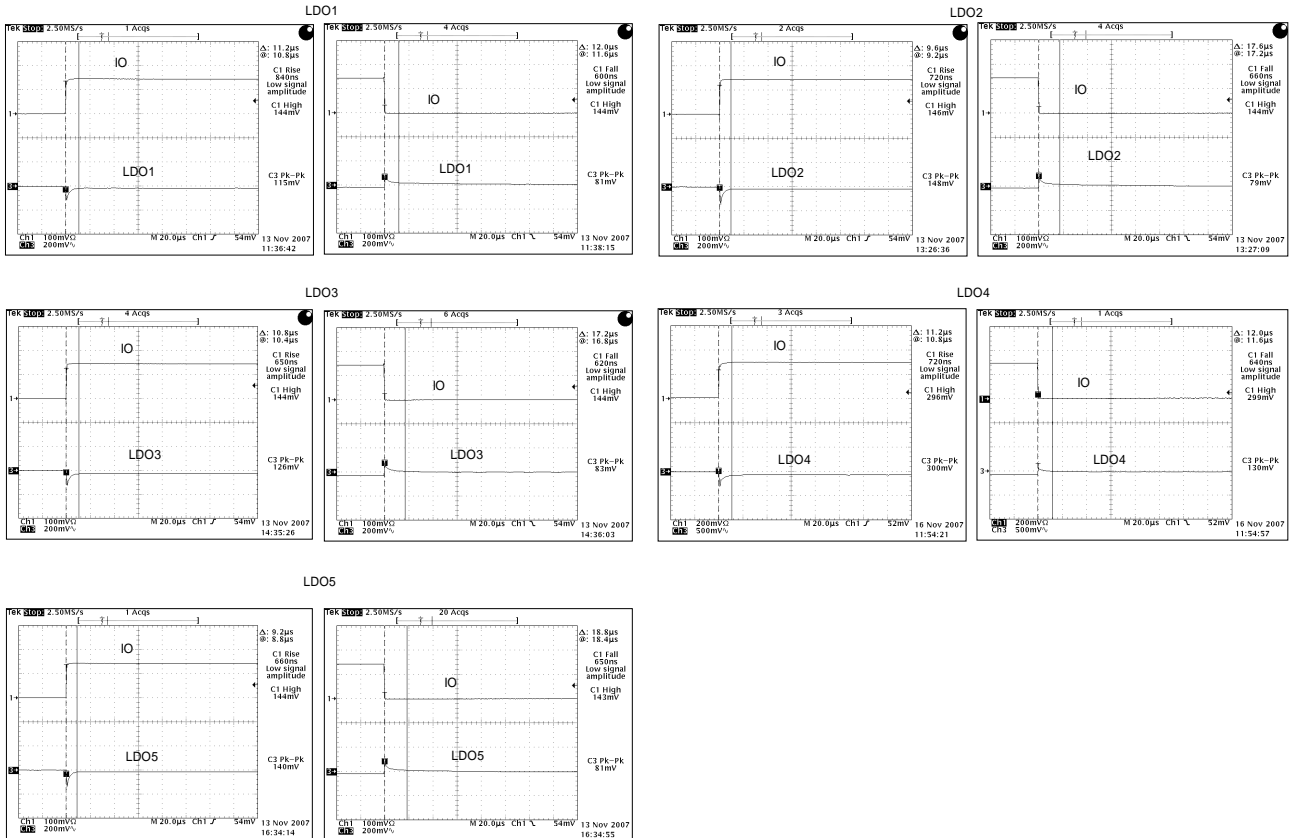 LDO1
Tek Stop: 2.50MS/s 1 Acqs
Δ: 11.2µs
@: 10.8µs
C1 Rise
840ns
Low signal
amplitude
C1 High
144mV
IO
LDO1
C3 Pk-Pk
115mV
Ch1 100mVΩ M 20.0µs Ch1 54mV
Ch3 200mV
13 Nov 2007
11:36:42
Tek Stop: 2.50MS/s 4 Acqs
Δ: 12.0µs
@: 11.6µs
C1 Fall
600ns
Low signal
amplitude
C1 High
144mV
IO
LDO1
C3 Pk-Pk
81mV
Ch1 100mVΩ M 20.0µs Ch1 54mV
Ch3 200mV
13 Nov 2007
11:38:15
LDO2
Tek Stop: 2.50MS/s 2 Acqs
Δ: 9.6µs
@: 9.2µs
C1 Rise
720ns
Low signal
amplitude
C1 High
146mV
IO
LDO2
C3 Pk-Pk
148mV
Ch1 100mVΩ M 20.0µs Ch1 54mV
Ch3 200mV
13 Nov 2007
13:26:36
Tek Stop: 2.50MS/s 4 Acqs
Δ: 17.6µs
@: 17.2µs
C1 Fall
660ns
Low signal
amplitude
C1 High
144mV
IO
LDO2
C3 Pk-Pk
79mV
Ch1 100mVΩ M 20.0µs Ch1 54mV
Ch3 200mV
13 Nov 2007
13:27:09
LDO3
Tek Stop: 2.50MS/s 4 Acqs
Δ: 10.8µs
@: 10.4µs
C1 Rise
650ns
Low signal
amplitude
C1 High
144mV
IO
LDO3
C3 Pk-Pk
126mV
Ch1 100mVΩ M 20.0µs Ch1 54mV
Ch3 200mV
13 Nov 2007
14:35:26
Tek Stop: 2.50MS/s 6 Acqs
Δ: 17.2µs
@: 16.8µs
C1 Fall
620ns
Low signal
amplitude
C1 High
144mV
IO
LDO3
C3 Pk-Pk
83mV
Ch1 100mVΩ M 20.0µs Ch1 54mV
Ch3 200mV
13 Nov 2007
14:36:03
LDO4
Tek Stop: 2.50MS/s 3 Acqs
Δ: 11.2µs
@: 10.8µs
C1 Rise
720ns
Low signal
amplitude
C1 High
296mV
IO
LDO4
C3 Pk-Pk
300mV
Ch1 200mVΩ M 20.0µs Ch1 52mV
Ch3 500mV
16 Nov 2007
11:54:21
Tek Stop: 2.50MS/s 1 Acqs
Δ: 12.0µs
@: 11.6µs
C1 Fall
640ns
Low signal
amplitude
C1 High
299mV
IO
LDO4
C3 Pk-Pk
130mV
Ch1 200mVΩ M 20.0µs Ch1 52mV
Ch3 500mV
16 Nov 2007
11:54:57
LDO5
Tek Stop: 2.50MS/s 1 Acqs
Δ: 9.2µs
@: 8.8µs
C1 Rise
660ns
Low signal
amplitude
C1 High
144mV
IO
LDO5
C3 Pk-Pk
140mV
Ch1 100mVΩ M 20.0µs Ch1 54mV
Ch3 200mV
13 Nov 2007
16:34:14
Tek Stop: 2.50MS/s 20 Acqs
Δ: 18.8µs
@: 18.4µs
C1 Fall
650ns
Low signal
amplitude
C1 High
143mV
IO
LDO5
C3 Pk-Pk
81mV
Ch1 100mVΩ M 20.0µs Ch1 54mV
Ch3 200mV
13 Nov 2007
16:34:55